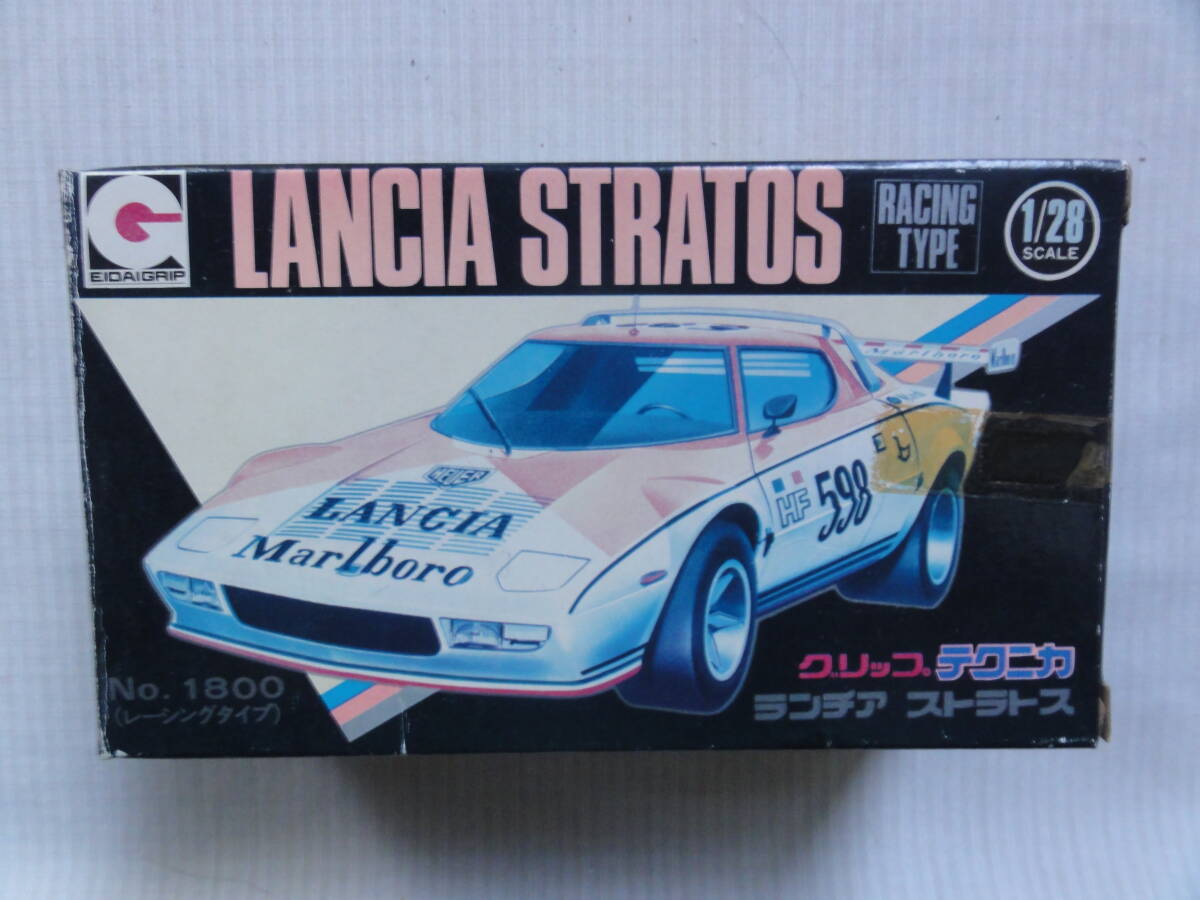 EIDAIGRIP
LANCIA STRATOS
RACING
TYPE
1/28
SCALE
Marlboro
HEUER
LANCIA
Marlboro
HF
598
E
No. 1800
(レーシングタイプ)
グリップ テクニカ
ランチア ストラトス